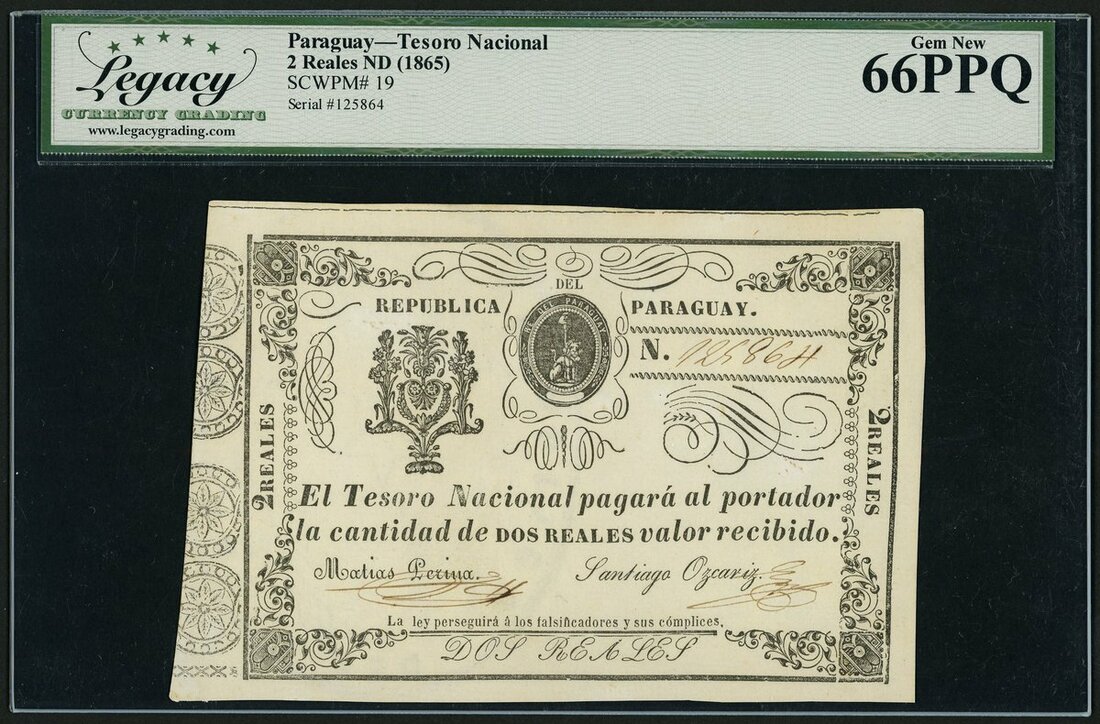 Legacy
CURRENCY GRADING
www.legacygrading.com
Paraguay—Tesoro Nacional
2 Reales ND (1865)
SCWPM# 19
Serial #125864
Gem New
66PPQ
DEL
REPUBLICA PARAGUAY.
N. 125864
2 REALES
2 REALES
El Tesoro Nacional pagará al portador
la cantidad de DOS REALES valor recibido.
Matias Perina. Santiago Ozcariz.
La ley perseguirá á los falsificadores y sus cómplices.
DOS REALES